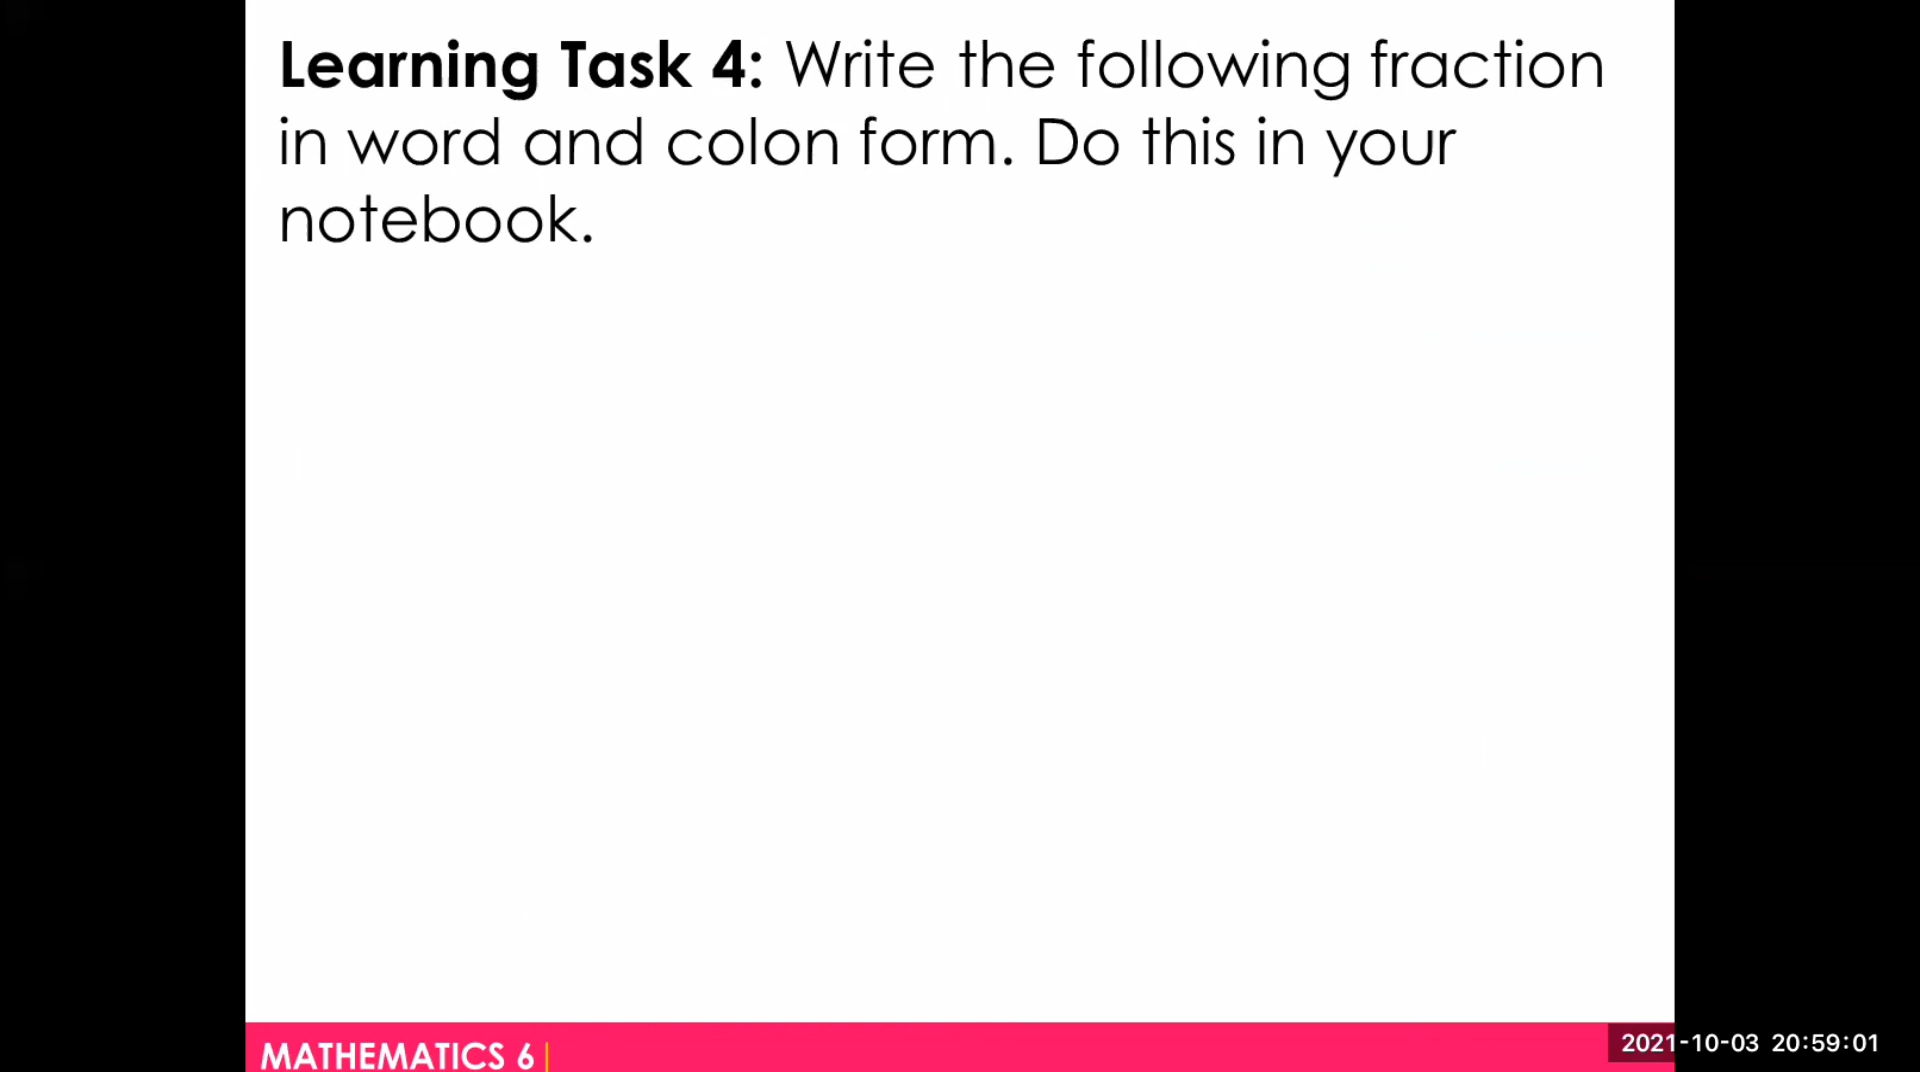 Learning Task 4: Write the following fraction
in word and colon form. Do this in your
notebook.
MATHEMATICS 6
2021-10-03 20:59:01